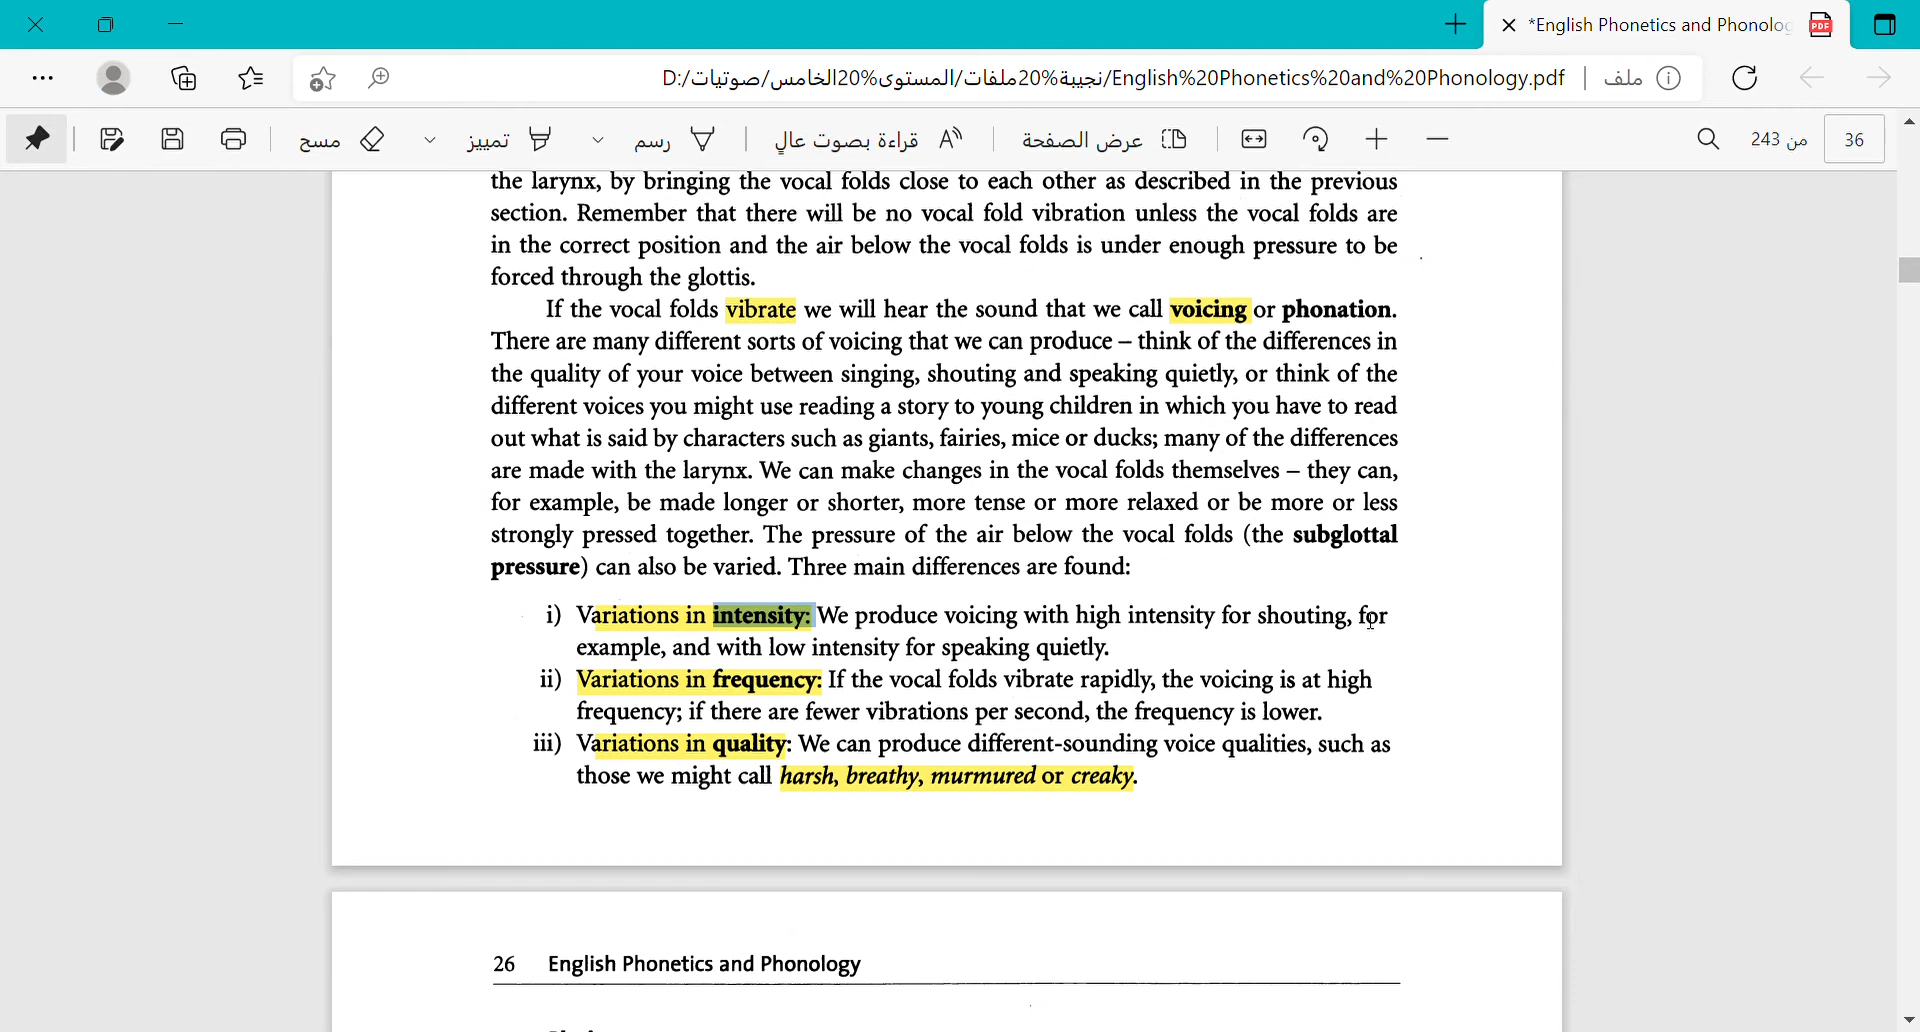 *English Phonetics and Phonolog
PDF
D:/نجيبة%20ملفات/المستوى%20الخامس/صوتيات/English%20Phonetics%20and%20Phonology.pdf
ملف
مسح
تمييز
رسم
قراءة بصوت عالٍ
عرض الصفحة
من 243
36
the larynx, by bringing the vocal folds close to each other as described in the previous
section. Remember that there will be no vocal fold vibration unless the vocal folds are
in the correct position and the air below the vocal folds is under enough pressure to be
forced through the glottis.
If the vocal folds vibrate we will hear the sound that we call voicing or phonation.
There are many different sorts of voicing that we can produce – think of the differences in
the quality of your voice between singing, shouting and speaking quietly, or think of the
different voices you might use reading a story to young children in which you have to read
out what is said by characters such as giants, fairies, mice or ducks; many of the differences
are made with the larynx. We can make changes in the vocal folds themselves – they can,
for example, be made longer or shorter, more tense or more relaxed or be more or less
strongly pressed together. The pressure of the air below the vocal folds (the subglottal
pressure) can also be varied. Three main differences are found:
i) Variations in intensity: We produce voicing with high intensity for shouting, for
example, and with low intensity for speaking quietly.
ii) Variations in frequency: If the vocal folds vibrate rapidly, the voicing is at high
frequency; if there are fewer vibrations per second, the frequency is lower.
iii) Variations in quality: We can produce different-sounding voice qualities, such as
those we might call harsh, breathy, murmured or creaky.
26 English Phonetics and Phonology